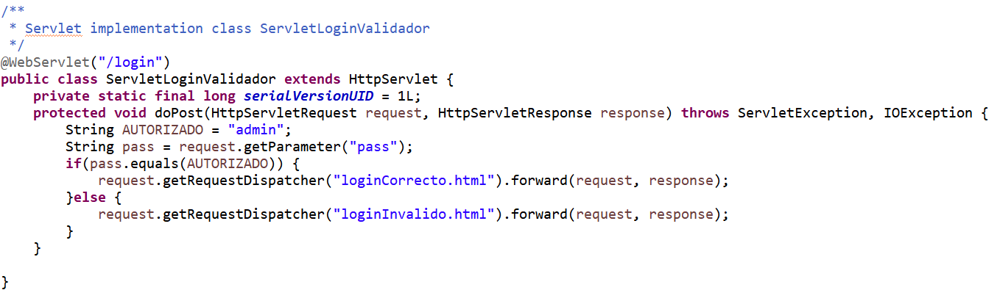 /**
 * Servlet implementation class ServletLoginValidador
 */
@WebServlet("/login")
public class ServletLoginValidador extends HttpServlet {
    private static final long serialVersionUID = 1L;
    protected void doPost(HttpServletRequest request, HttpServletResponse response) throws ServletException, IOException {
        String AUTORIZADO = "admin";
        String pass = request.getParameter("pass");
        if(pass.equals(AUTORIZADO)) {
            request.getRequestDispatcher("loginCorrecto.html").forward(request, response);
        }else {
            request.getRequestDispatcher("loginInvalido.html").forward(request, response);
        }
    }

}